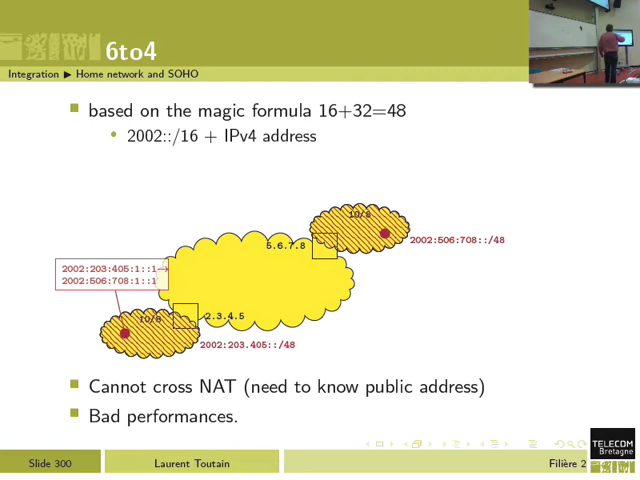 6to4
Integration ▶ Home network and SOHO
based on the magic formula 16+32=48
2002::/16 + IPv4 address
10/8
5.6.7.8
2002:506:708::/48
2002:203:405:1::1→
2002:506:708:1::1
10/8
2.3.4.5
2002:203.405::/48
Cannot cross NAT (need to know public address)
Bad performances.
TELECOM
Bretagne
Slide 300
Laurent Toutain
Filière 2